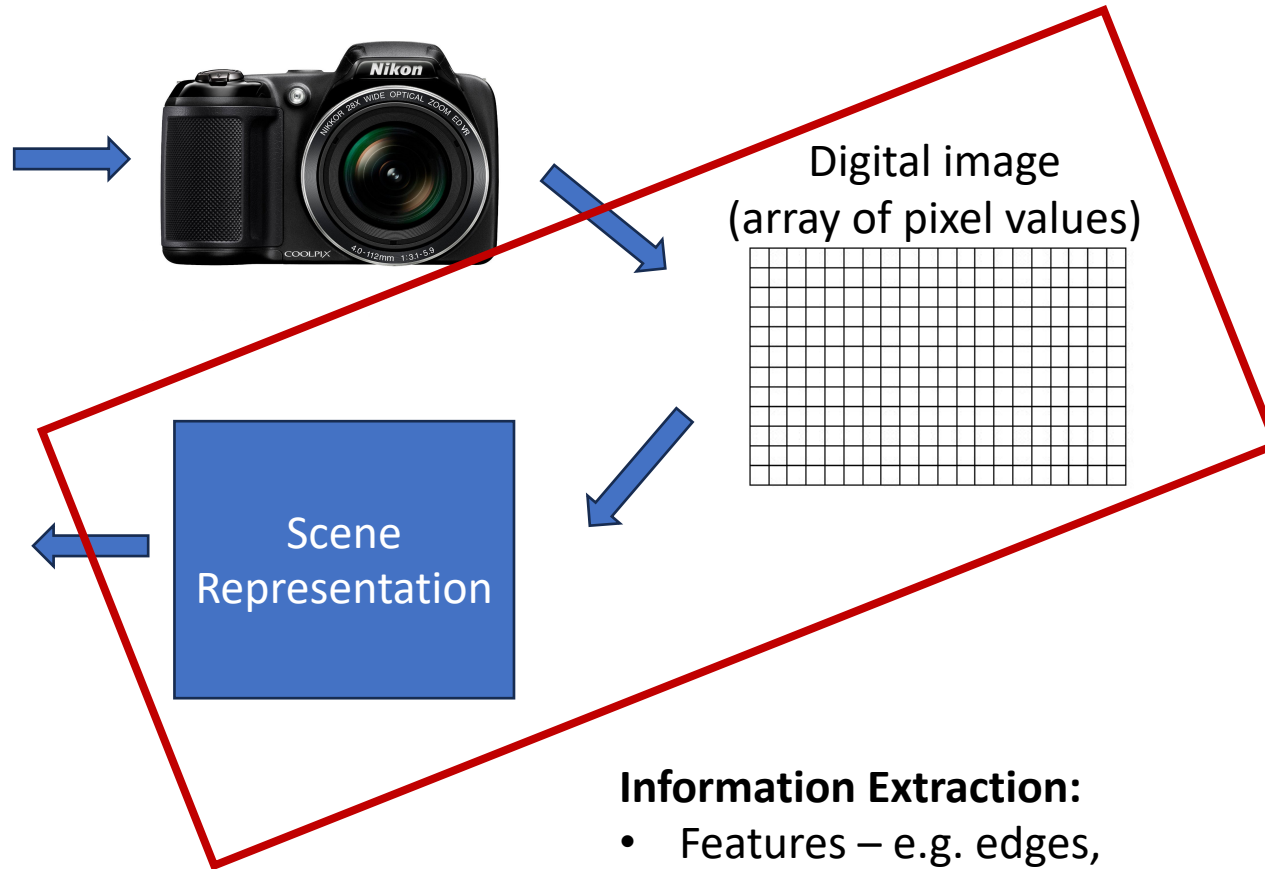 Nikon
NIKKOR 28X WIDE OPTICAL ZOOM ED VR
COOLPIX
4.0-112mm 1:3.1-5.9
Digital image
(array of pixel values)
Scene
Representation
Information Extraction:
• Features – e.g. edges,